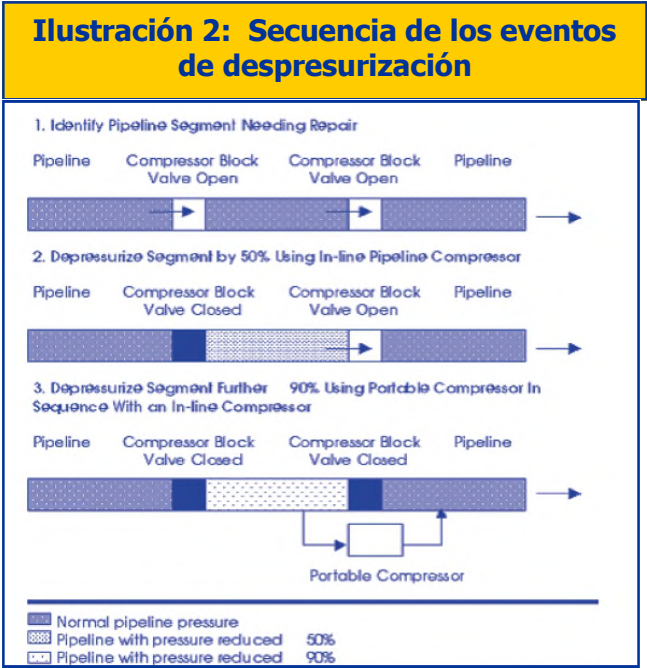 Ilustración 2: Secuencia de los eventos
de despresurización
1. Identify Pipeline Segment Needing Repair
Pipeline Compressor Block Compressor Block Pipeline
Valve Open Valve Open
2. Depressurize Segment by 50% Using In-line Pipeline Compressor
Pipeline Compressor Block Compressor Block Pipeline
Valve Closed Valve Open
3. Depressurize Segment Further 90% Using Portable Compressor In
Sequence With an In-line Compressor
Pipeline Compressor Block Compressor Block Pipeline
Valve Closed Valve Closed
Portable Compressor
Normal pipeline pressure
Pipeline with pressure reduced 50%
Pipeline with pressure reduced 90%